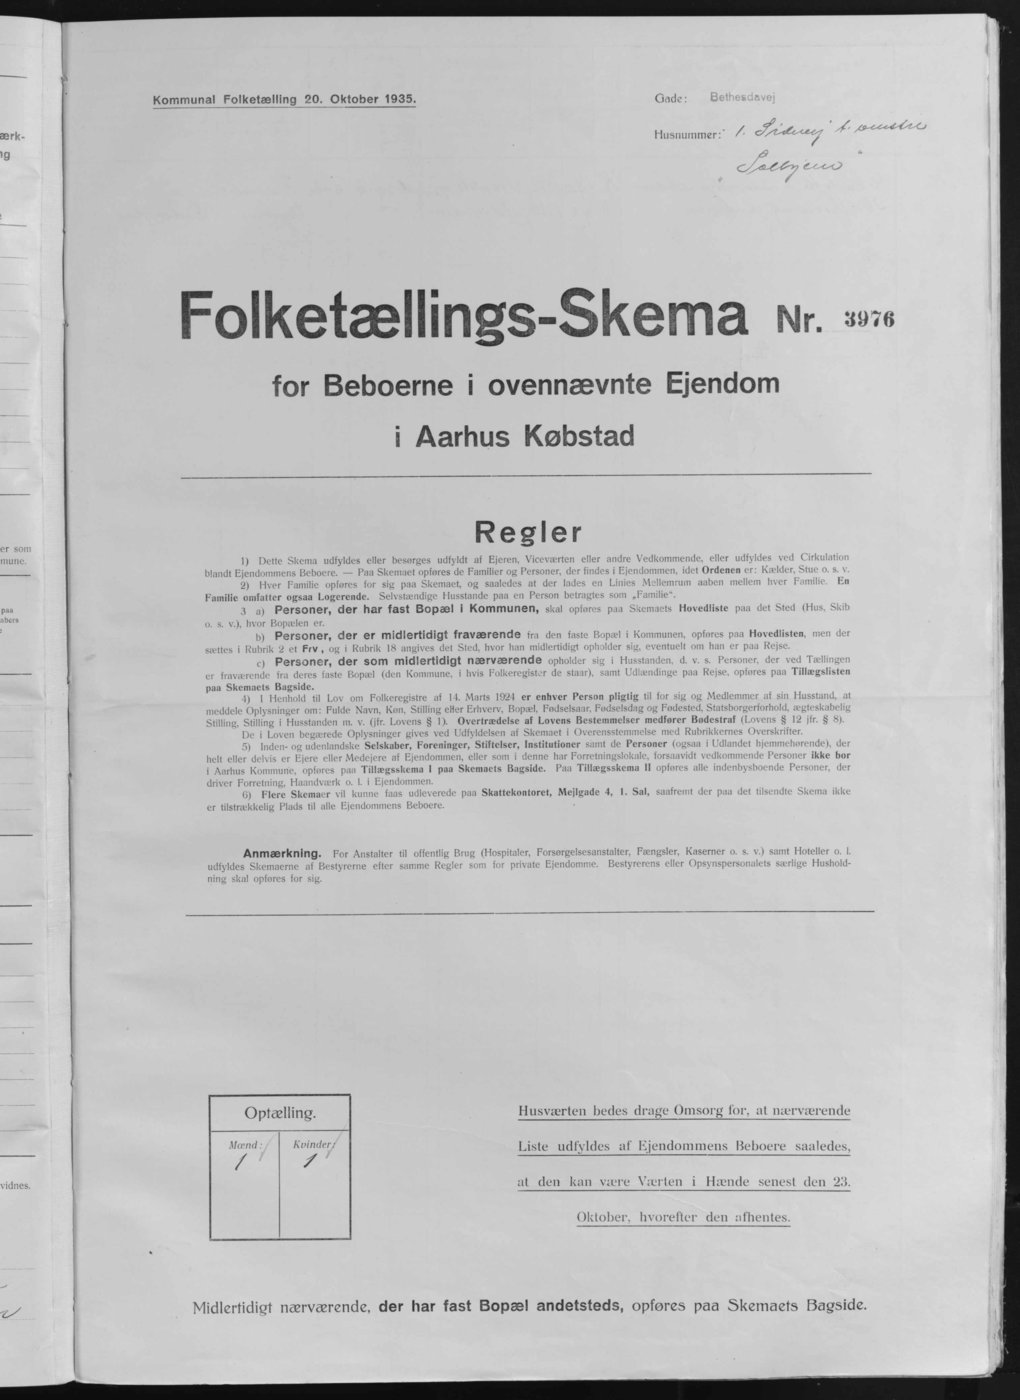 Kommunal Folketælling 20. Oktober 1935.
Gade: Bethesdavej
Husnummer: 1. Sidevej t. venstre
" Solbjem "
Folketællings-Skema Nr. 3976
for Beboerne i ovennævnte Ejendom
i Aarhus Købstad
Regler
1) Dette Skema udfyldes eller besørges udfyldt af Ejeren, Viceværten eller andre Vedkommende, eller udfyldes ved Cirkulation
blandt Ejendommens Beboere. — Paa Skemaet opføres de Familier og Personer, der findes i Ejendommen, idet Ordenen er: Kælder, Stue o. s. v.
2) Hver Familie opføres for sig paa Skemaet, og saaledes at der lades en Linies Mellemrum aaben mellem hver Familie. En
Familie omfatter ogsaa Logerende. Selvstændige Husstande paa en Person betragtes som „Familie“.
3 a) Personer, der har fast Bopæl i Kommunen, skal opføres paa Skemaets Hovedliste paa det Sted (Hus, Skib
o. s. v.), hvor Bopælen er.
b) Personer, der er midlertidigt fraværende fra den faste Bopæl i Kommunen, opføres paa Hovedlisten, men der
sættes i Rubrik 2 et Frv , og i Rubrik 18 angives det Sted, hvor han midlertidigt opholder sig, eventuelt om han er paa Rejse.
c) Personer, der som midlertidigt nærværende opholder sig i Husstanden, d. v. s. Personer, der ved Tællingen
er fraværende fra deres faste Bopæl (den Kommune, i hvis Folkeregister de staar), samt Udlændinge paa Rejse, opføres paa Tillægslisten
paa Skemaets Bagside.
4) I Henhold til Lov om Folkeregistre af 14. Marts 1924 er enhver Person pligtig til for sig og Medlemmer af sin Husstand, at
meddele Oplysninger om: Fulde Navn, Køn, Stilling eller Erhverv, Bopæl, Fødselsaar, Fødselsdag og Fødested, Statsborgerforhold, ægteskabelig
Stilling, Stilling i Husstanden m. v. (jfr. Lovens § 1). Overtrædelse af Lovens Bestemmelser medfører Bødestraf (Lovens § 12 jfr. § 8).
De i Loven begærede Oplysninger gives ved Udfyldelsen af Skemaet i Overensstemmelse med Rubrikkernes Overskrifter.
5) Inden- og udenlandske Selskaber, Foreninger, Stiftelser, Institutioner samt de Personer (ogsaa i Udlandet hjemmehørende), der
helt eller delvis er Ejere eller Medejere af Ejendommen, eller som i denne har Forretningslokale, forsaavidt vedkommende Personer ikke bor
i Aarhus Kommune, opføres paa Tillægsskema I paa Skemaets Bagside. Paa Tillægsskema II opføres alle indenbysboende Personer, der
driver Forretning, Haandværk o. l. i Ejendommen.
6) Flere Skemaer vil kunne faas udleverede paa Skattekontoret, Mejlgade 4, 1. Sal, saafremt der paa det tilsendte Skema ikke
er tilstrækkelig Plads til alle Ejendommens Beboere.
Anmærkning. For Anstalter til offentlig Brug (Hospitaler, Forsørgelsesanstalter, Fængsler, Kaserner o. s. v.) samt Hoteller o. l.
udfyldes Skemaerne af Bestyrerne efter samme Regler som for private Ejendomme. Bestyrerens eller Opsynspersonalets særlige Hushold-
ning skal opføres for sig.
Optælling.
Mænd: Kvinder:
1 1
Husværten bedes drage Omsorg for, at nærværende
Liste udfyldes af Ejendommens Beboere saaledes,
at den kan være Værten i Hænde senest den 23.
Oktober, hvorefter den afhentes.
Midlertidigt nærværende, der har fast Bopæl andetsteds, opføres paa Skemaets Bagside.
ærk-
er som
mune.
paa
vidnes.